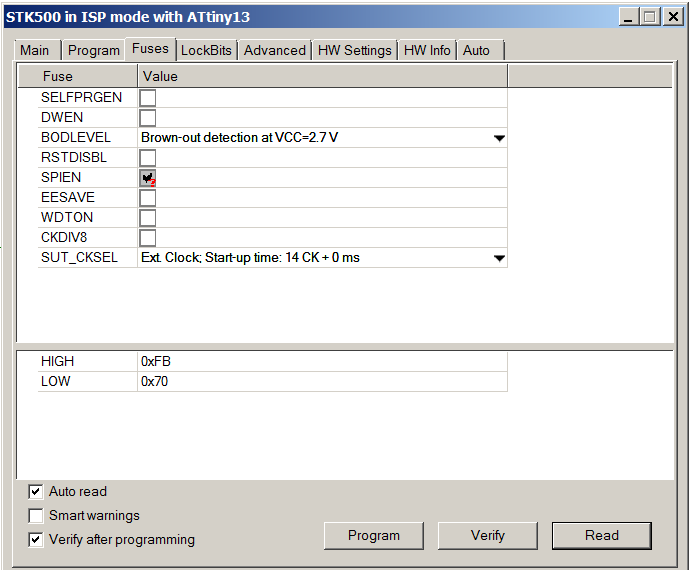 STK500 in ISP mode with ATtiny13
Main Program Fuses LockBits Advanced HW Settings HW Info Auto
Fuse Value
SELFPRGEN
DWEN
BODLEVEL Brown-out detection at VCC=2.7 V
RSTDISBL
SPIEN
EESAVE
WDTON
CKDIV8
SUT_CKSEL Ext. Clock; Start-up time: 14 CK + 0 ms
HIGH 0xFB
LOW 0x70
Auto read
Smart warnings
Verify after programming
Program Verify Read